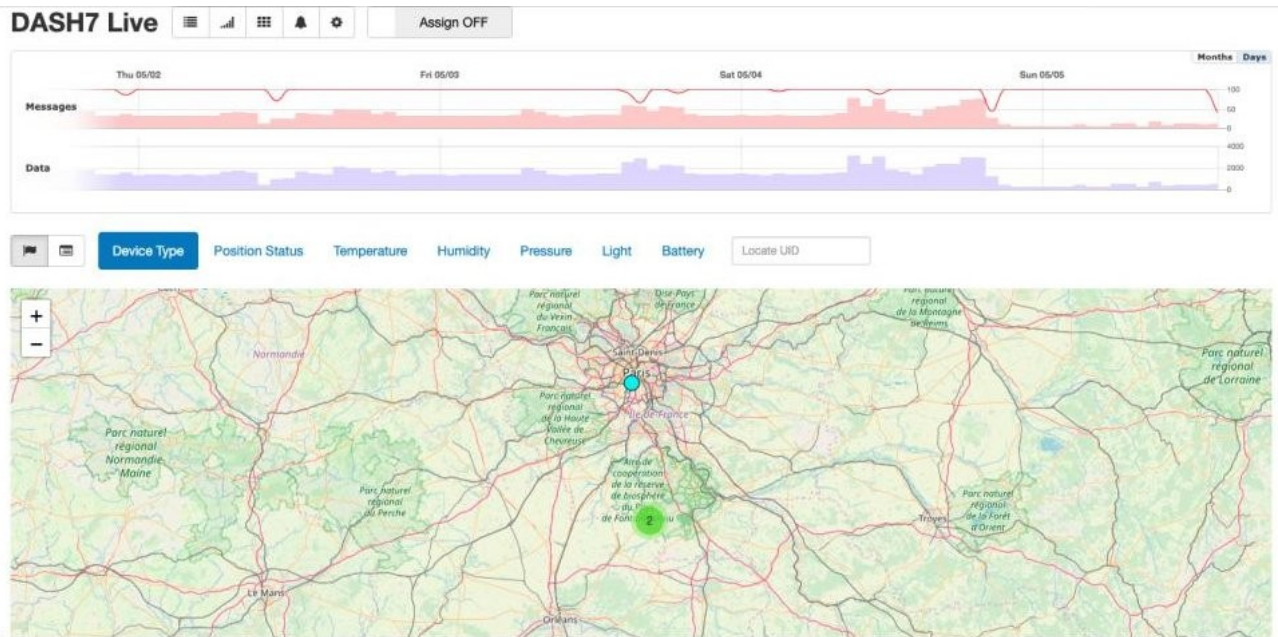 DASH7 Live
Assign OFF
Months Days
Thu 05/02 Fri 05/03 Sat 05/04 Sun 05/05
Messages
100
50
0
Data
4000
2000
0
Device Type Position Status Temperature Humidity Pressure Light Battery Locate UID
+
−
Parc naturel
régional
du Vexin
Français
Oise-Pays
de France
régional
de la Montagne
de Reims
Normandie
Saint-Denis
Paris
Parc naturel
régional
de Lorraine
Parc naturel
régional
de la Haute
Vallée de
Chevreuse
Île-de-France
Parc naturel
régional
Normandie-
Maine
Aire de
coopération
de la réserve
de biosphère
Parc naturel
régional
du Perche
2
Parc naturel
régional
de la Forêt
d'Orient
Troyes
Le Mans
Orléans